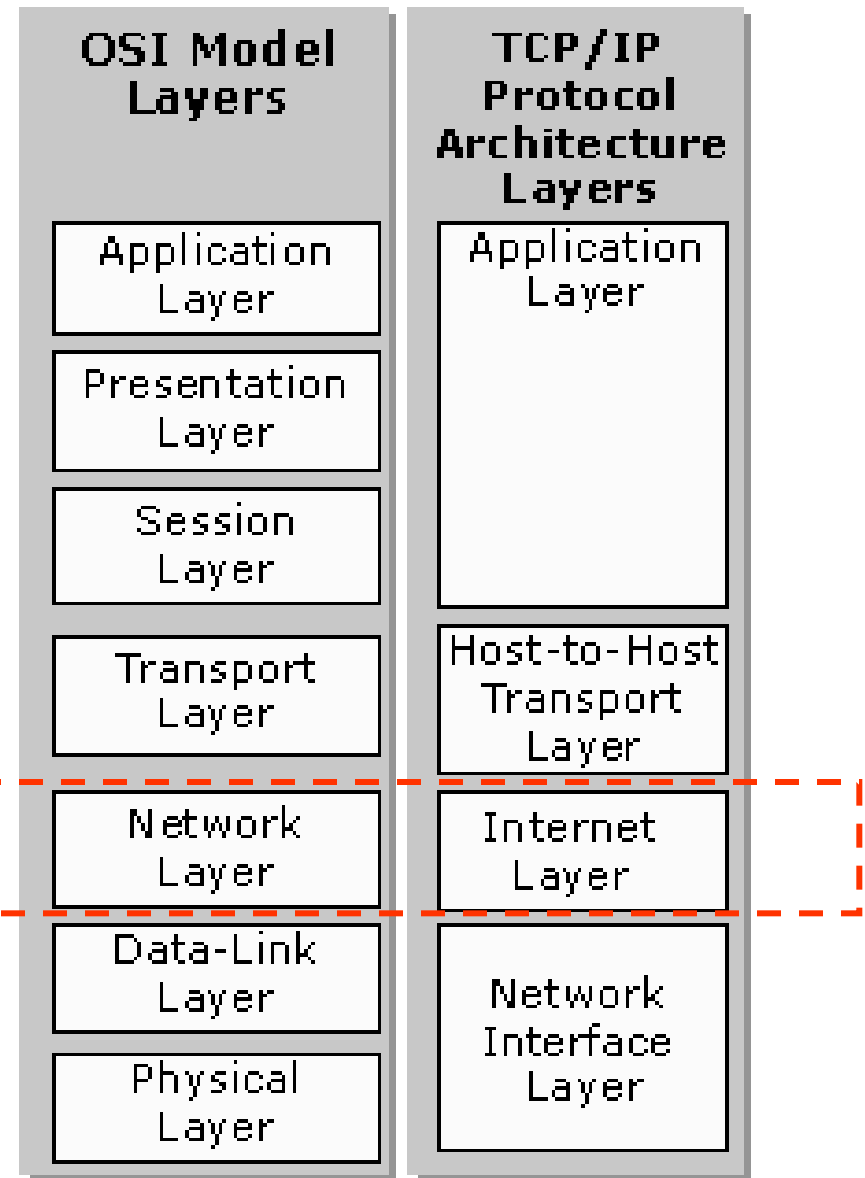 OSI Model
Layers
Application
Layer
Presentation
Layer
Session
Layer
Transport
Layer
Network
Layer
Data-Link
Layer
Physical
Layer
TCP/IP
Protocol
Architecture
Layers
Application
Layer
Host-to-Host
Transport
Layer
Internet
Layer
Network
Interface
Layer